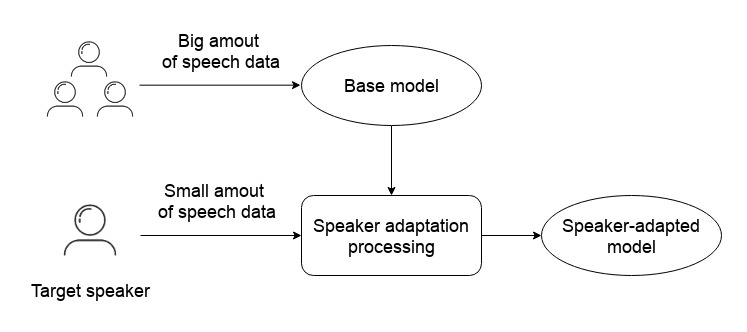 Big amout
of speech data
Base model
Small amout
of speech data
Speaker adaptation
processing
Speaker-adapted
model
Target speaker